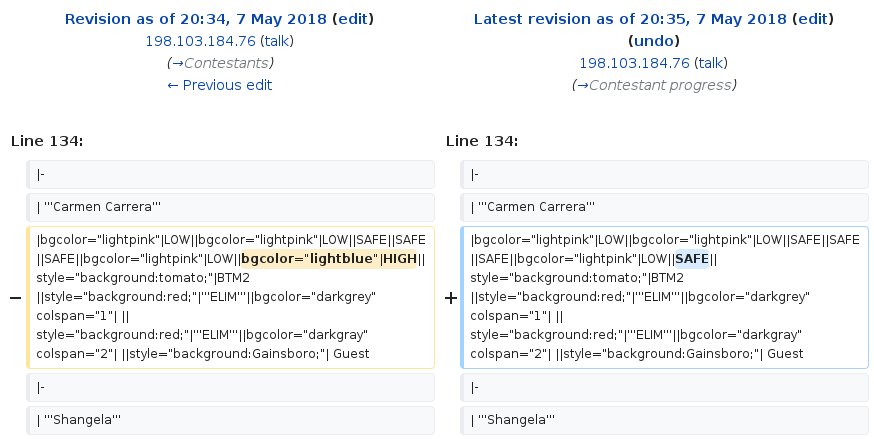 Revision as of 20:34, 7 May 2018 (edit)
198.103.184.76 (talk)
(→Contestants)
← Previous edit
Latest revision as of 20:35, 7 May 2018 (edit)
(undo)
198.103.184.76 (talk)
(→Contestant progress)
Line 134:
|-
| '''Carmen Carrera'''
−
|bgcolor="lightpink"|LOW||bgcolor="lightpink"|LOW||SAFE||SAFE
||SAFE||bgcolor="lightpink"|LOW||bgcolor="lightblue"|HIGH||
style="background:tomato;"|BTM2
||style="background:red;"|'''ELIM'''||bgcolor="darkgrey"
colspan="1"| ||
style="background:red;"|'''ELIM'''||bgcolor="darkgray"
colspan="2"| ||style="background:Gainsboro;"| Guest
|-
| '''Shangela'''
Line 134:
|-
| '''Carmen Carrera'''
+
|bgcolor="lightpink"|LOW||bgcolor="lightpink"|LOW||SAFE||SAFE
||SAFE||bgcolor="lightpink"|LOW||SAFE||
style="background:tomato;"|BTM2
||style="background:red;"|'''ELIM'''||bgcolor="darkgrey"
colspan="1"| ||
style="background:red;"|'''ELIM'''||bgcolor="darkgray"
colspan="2"| ||style="background:Gainsboro;"| Guest
|-
| '''Shangela'''